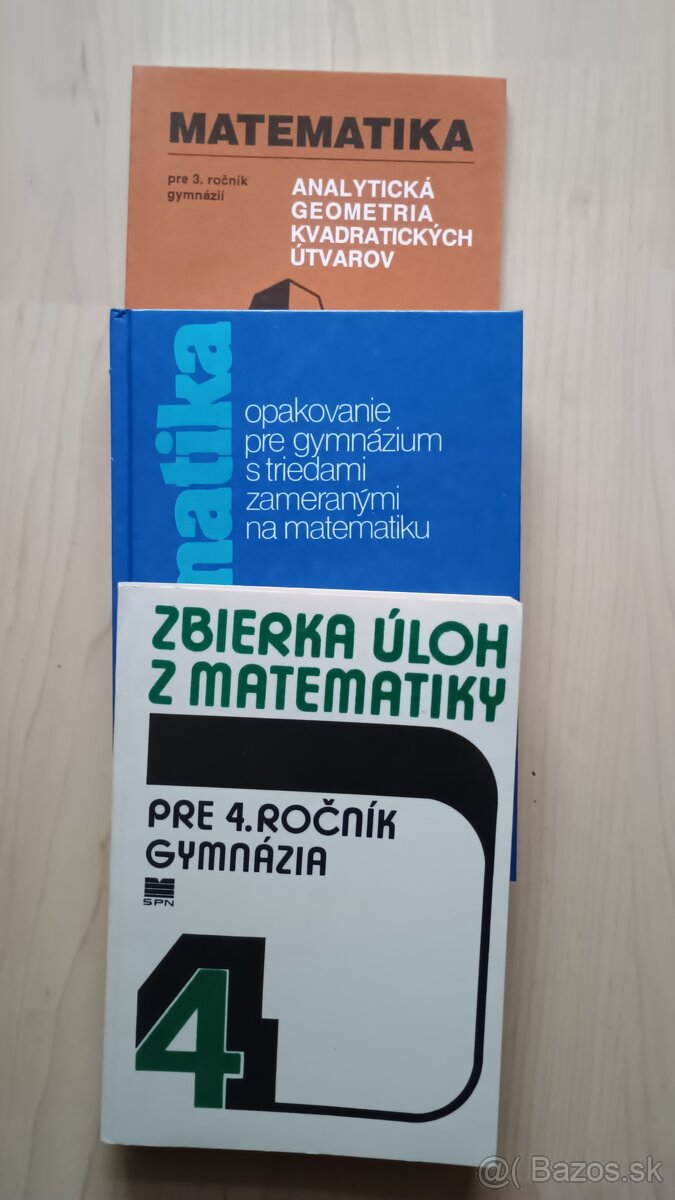 MATEMATIKA
pre 3. ročník
gymnázií
ANALYTICKÁ
GEOMETRIA
KVADRATICKÝCH
ÚTVAROV
matika
opakovanie
pre gymnázium
s triedami
zameranými
na matematiku
ZBIERKA ÚLOH
Z MATEMATIKY
PRE 4. ROČNÍK
GYMNÁZIA
SPN
4
@( Bazos.sk